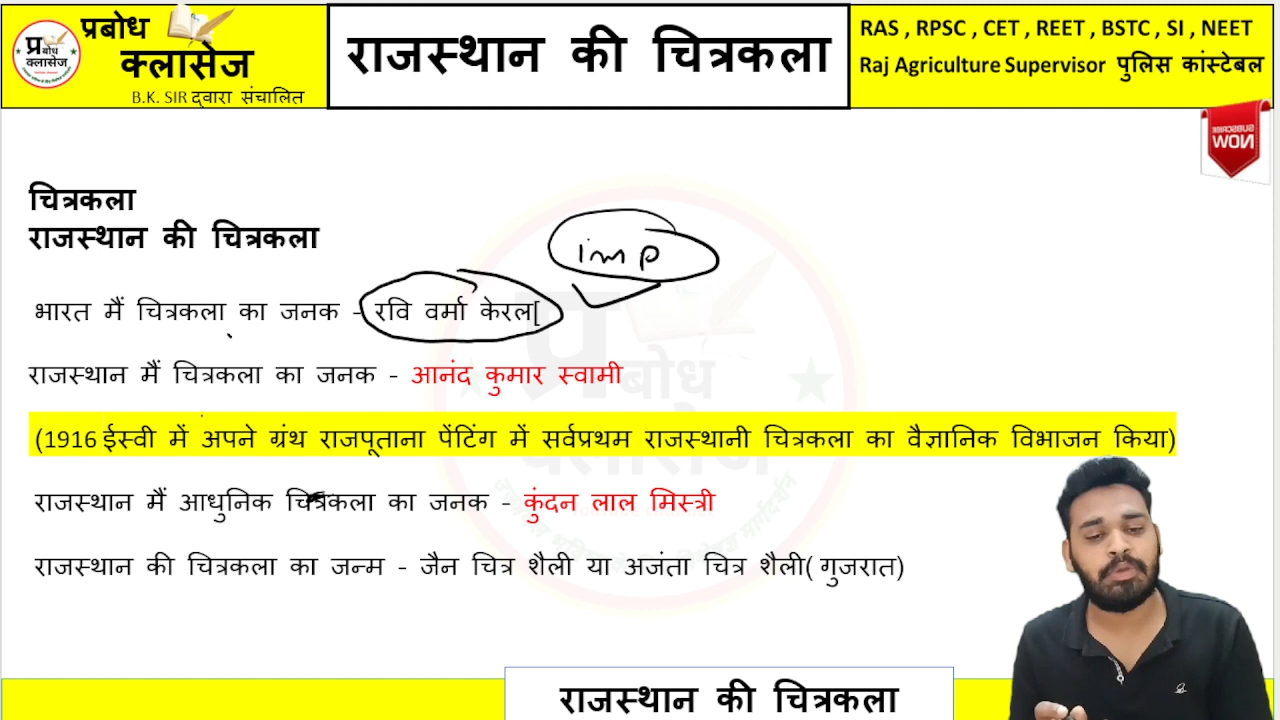 प्रबोध
क्लासेज
B.K. SIR द्वारा संचालित
प्र
बोध
क्लासेज
राजस्थान की चित्रकला
RAS , RPSC , CET , REET , BSTC , SI , NEET
Raj Agriculture Supervisor पुलिस कांस्टेबल
SUBSCRIBE
NOW
चित्रकला
राजस्थान की चित्रकला
imp
भारत मैं चित्रकला का जनक - रवि वर्मा केरल[
राजस्थान मैं चित्रकला का जनक - आनंद कुमार स्वामी
(1916 ईस्वी में अपने ग्रंथ राजपूताना पेंटिंग में सर्वप्रथम राजस्थानी चित्रकला का वैज्ञानिक विभाजन किया)
राजस्थान मैं आधुनिक चित्रकला का जनक - कुंदन लाल मिस्त्री
राजस्थान की चित्रकला का जन्म - जैन चित्र शैली या अजंता चित्र शैली( गुजरात)
राजस्थान की चित्रकला